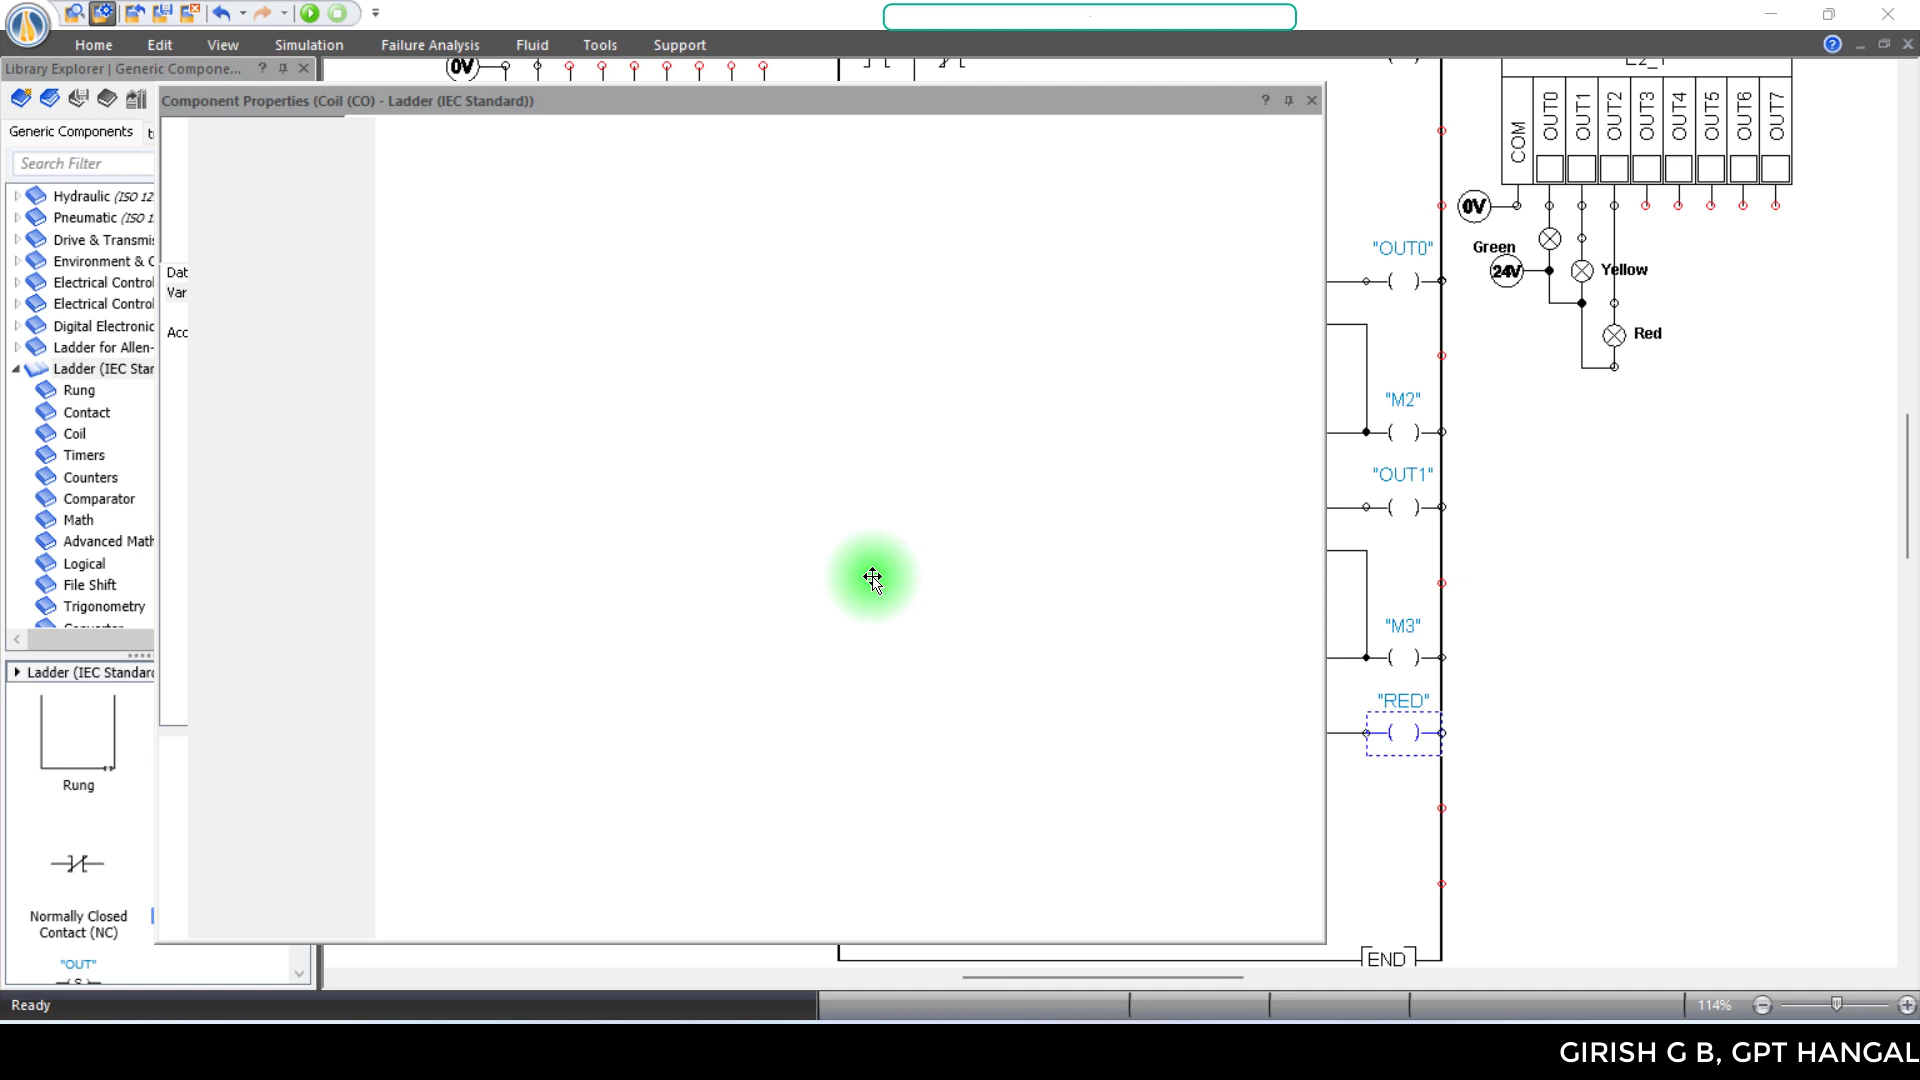 Home Edit View Simulation Failure Analysis Fluid Tools Support ?
Library Explorer | Generic Compone... ?
Generic Components
Search Filter
Hydraulic (ISO 12
Pneumatic (ISO 1
Drive & Transmis
Environment & C
Electrical Control
Electrical Control
Digital Electronic
Ladder for Allen-
Ladder (IEC Star
Rung
Contact
Coil
Timers
Counters
Comparator
Math
Advanced Math
Logical
File Shift
Trigonometry
Ladder (IEC Standard
Rung
Normally Closed
Contact (NC)
"OUT"
Component Properties (Coil (CO) - Ladder (IEC Standard)) ?
Dat
Var
Acc
0V
"OUT0"
"M2"
"OUT1"
"M3"
"RED"
END
COM OUT0 OUT1 OUT2 OUT3 OUT4 OUT5 OUT6 OUT7
0V
Green
24V
Yellow
Red
Ready
114%
GIRISH G B, GPT HANGAL